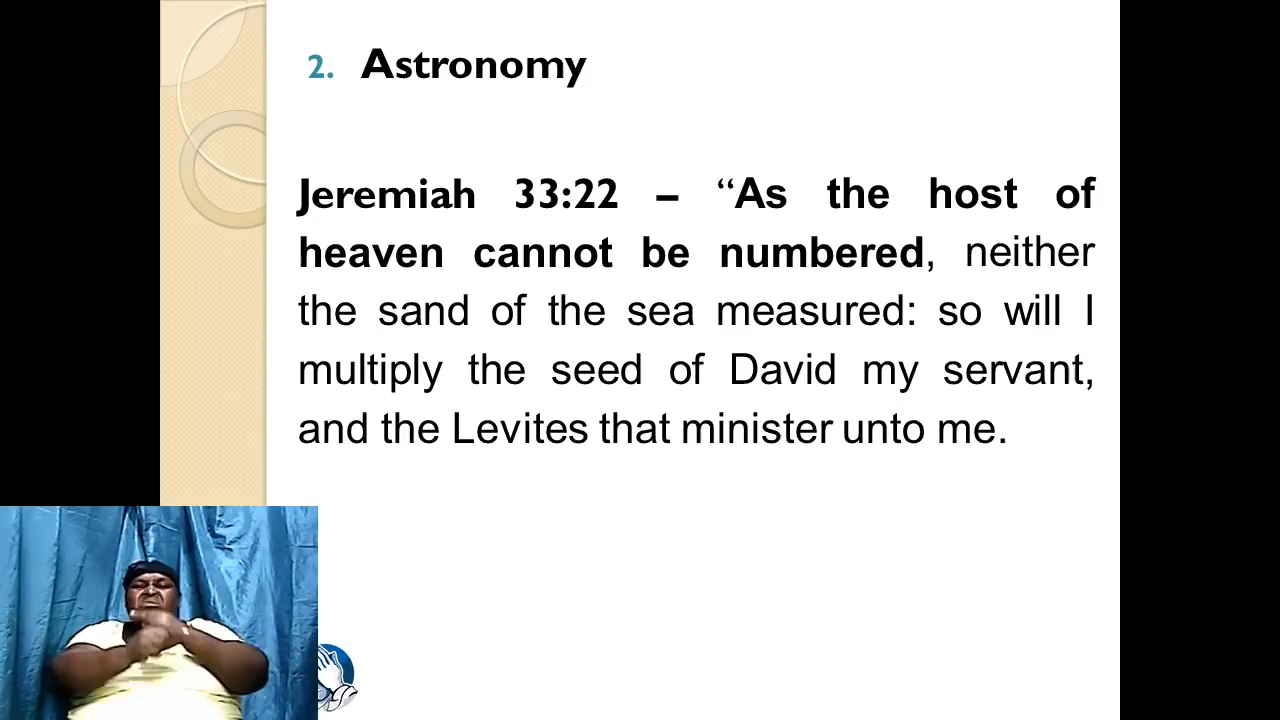 2. Astronomy
Jeremiah 33:22 – “As the host of
heaven cannot be numbered, neither
the sand of the sea measured: so will I
multiply the seed of David my servant,
and the Levites that minister unto me.